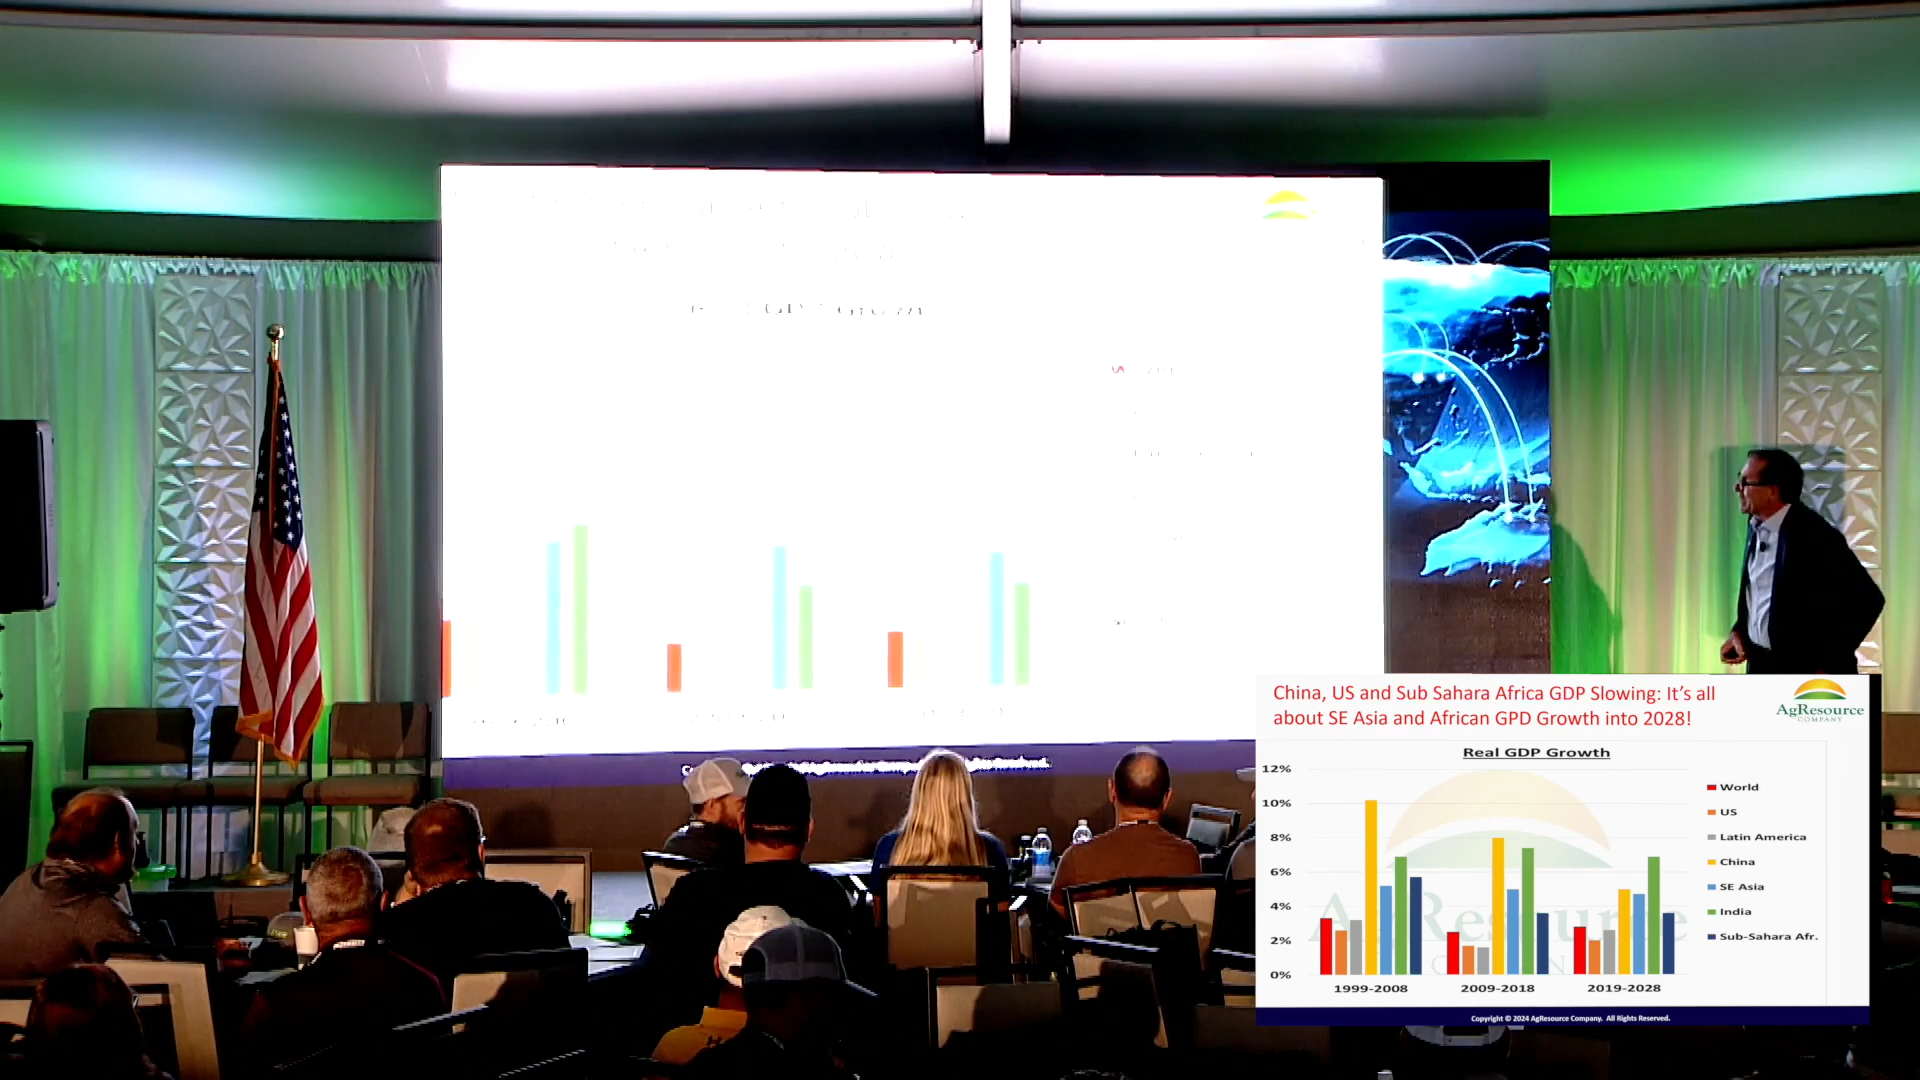 China, US and Sub Sahara Africa GDP Slowing: It's all
about SE Asia and African GPD Growth into 2028!
AgResource
COMPANY
Real GDP Growth
12%
10%
8%
6%
4%
2%
0%
1999-2008
2009-2018
2019-2028
World
US
Latin America
China
SE Asia
India
Sub-Sahara Afr.
AgResource
Copyright © 2024 AgResource Company. All Rights Reserved.